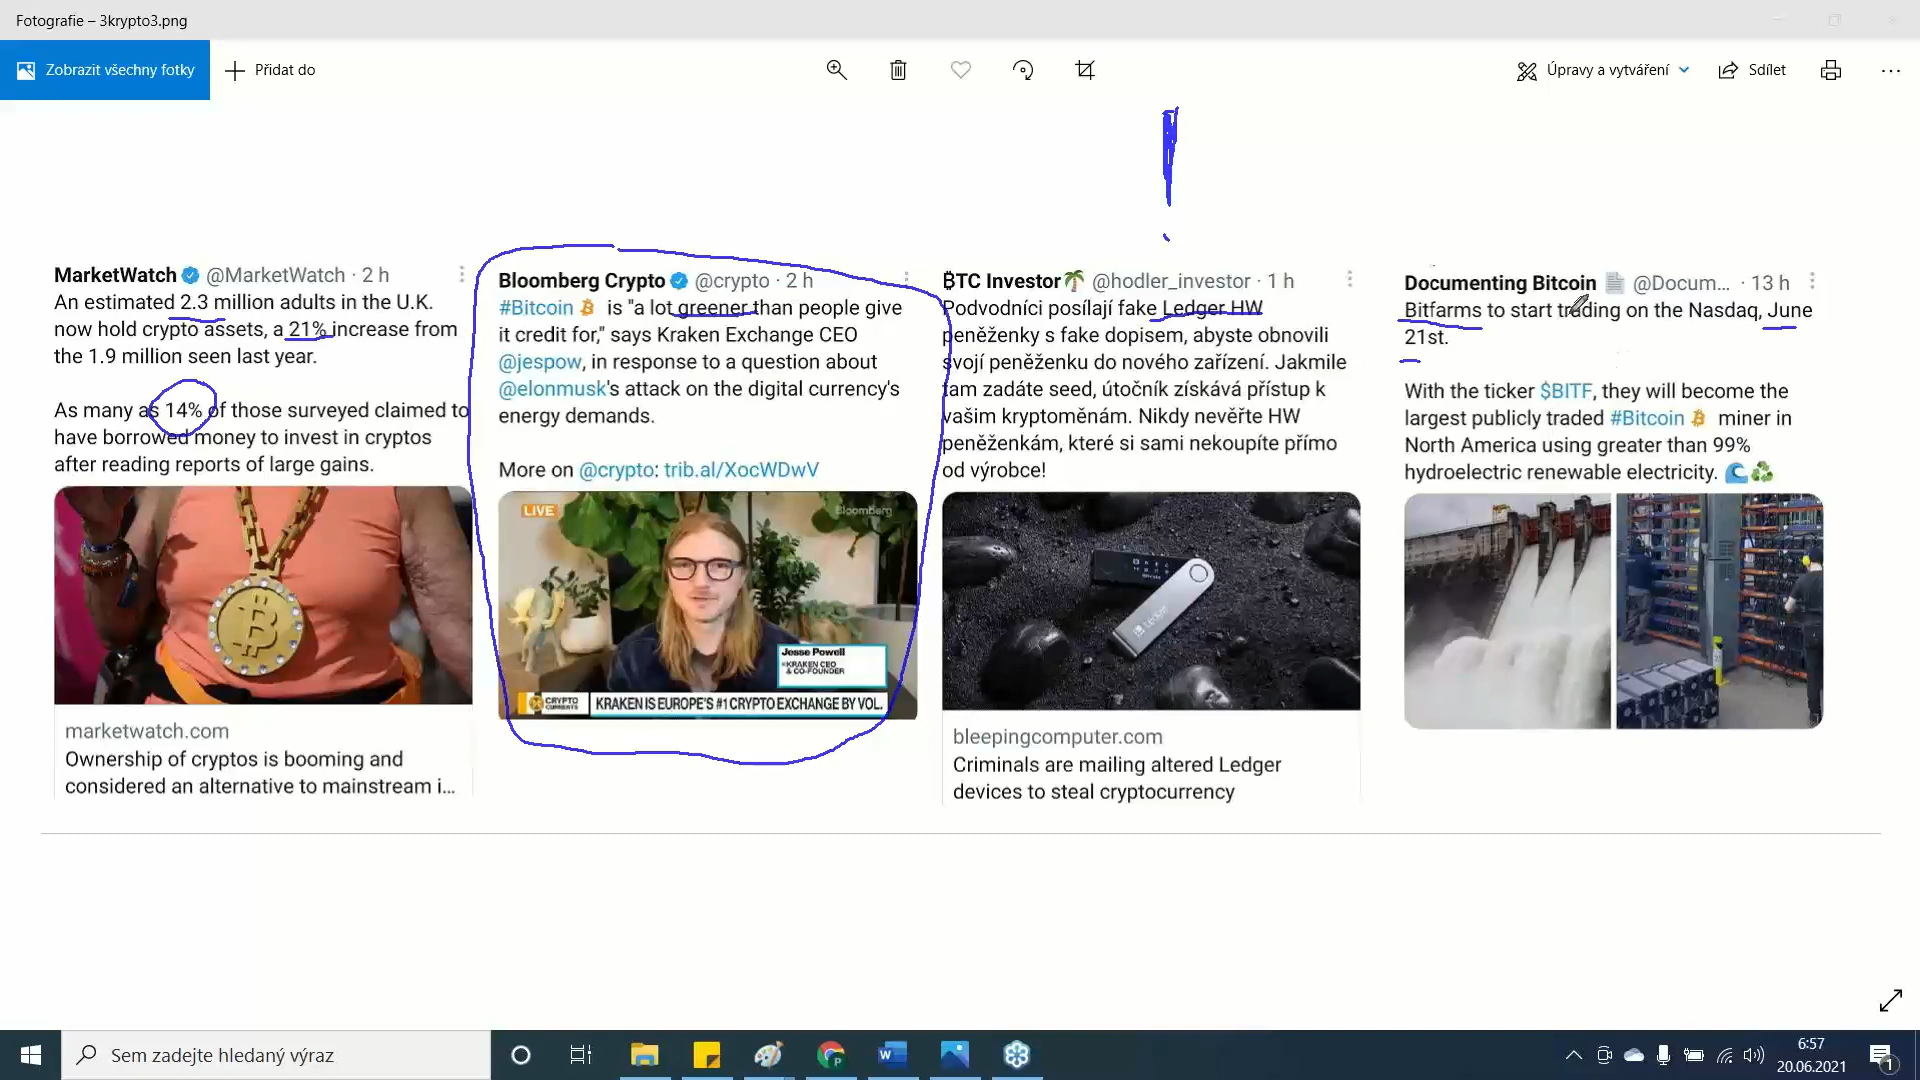 Fotografie – 3krypto3.png
Zobrazit všechny fotky
Přidat do
Úpravy a vytváření
Sdílet
MarketWatch @MarketWatch · 2 h
An estimated 2.3 million adults in the U.K.
now hold crypto assets, a 21% increase from
the 1.9 million seen last year.
As many as 14% of those surveyed claimed to
have borrowed money to invest in cryptos
after reading reports of large gains.
marketwatch.com
Ownership of cryptos is booming and
considered an alternative to mainstream i...
Bloomberg Crypto @crypto · 2 h
#Bitcoin is "a lot greener than people give
it credit for," says Kraken Exchange CEO
@jespow, in response to a question about
@elonmusk's attack on the digital currency's
energy demands.
More on @crypto: trib.al/XocWDwV
LIVE
Bloomberg
Jesse Powell
KRAKEN CEO
& CO-FOUNDER
CRYPTO
CURRENTS
KRAKEN IS EUROPE'S #1 CRYPTO EXCHANGE BY VOL.
₿TC Investor🌴 @hodler_investor · 1 h
Podvodníci posílají fake Ledger HW
peněženky s fake dopisem, abyste obnovili
svojí peněženku do nového zařízení. Jakmile
tam zadáte seed, útočník získává přístup k
vašim kryptoměnám. Nikdy nevěřte HW
peněženkám, které si sami nekoupíte přímo
od výrobce!
Ledger
bleepingcomputer.com
Criminals are mailing altered Ledger
devices to steal cryptocurrency
Documenting Bitcoin 📄 @Docum... · 13 h
Bitfarms to start trading on the Nasdaq, June
21st.
With the ticker $BITF, they will become the
largest publicly traded #Bitcoin miner in
North America using greater than 99%
hydroelectric renewable electricity. 🌊♻️
Sem zadejte hledaný výraz
6:57
20.06.2021
1